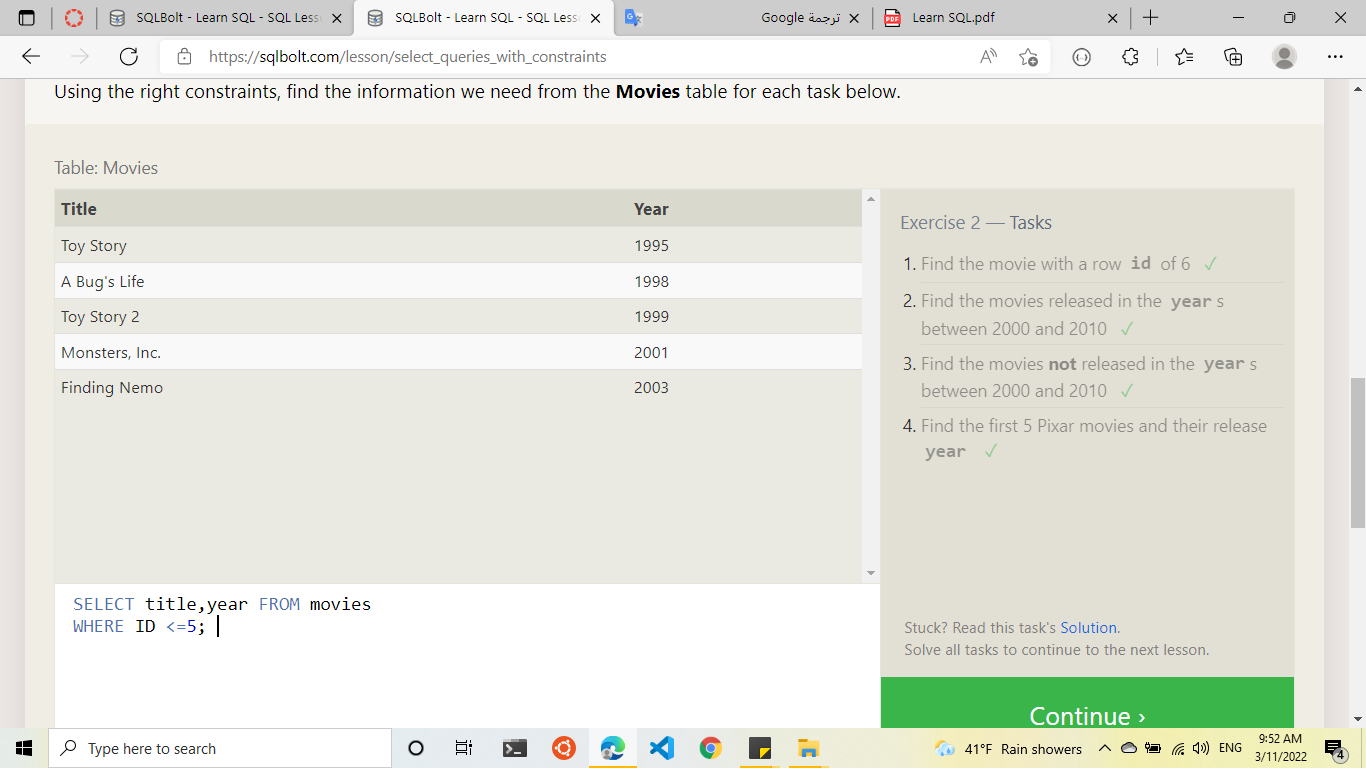 SQLBolt - Learn SQL - SQL Less
SQLBolt - Learn SQL - SQL Less
ترجمة Google
Learn SQL.pdf
https://sqlbolt.com/lesson/select_queries_with_constraints
Using the right constraints, find the information we need from the Movies table for each task below.
Table: Movies
Title Year
Toy Story 1995
A Bug's Life 1998
Toy Story 2 1999
Monsters, Inc. 2001
Finding Nemo 2003
Exercise 2 — Tasks
1. Find the movie with a row id of 6 ✓
2. Find the movies released in the year s
between 2000 and 2010 ✓
3. Find the movies not released in the year s
between 2000 and 2010 ✓
4. Find the first 5 Pixar movies and their release
year ✓
SELECT title,year FROM movies
WHERE ID <=5;
Stuck? Read this task's Solution.
Solve all tasks to continue to the next lesson.
Continue ›
Type here to search
41°F Rain showers
ENG
9:52 AM
3/11/2022
4